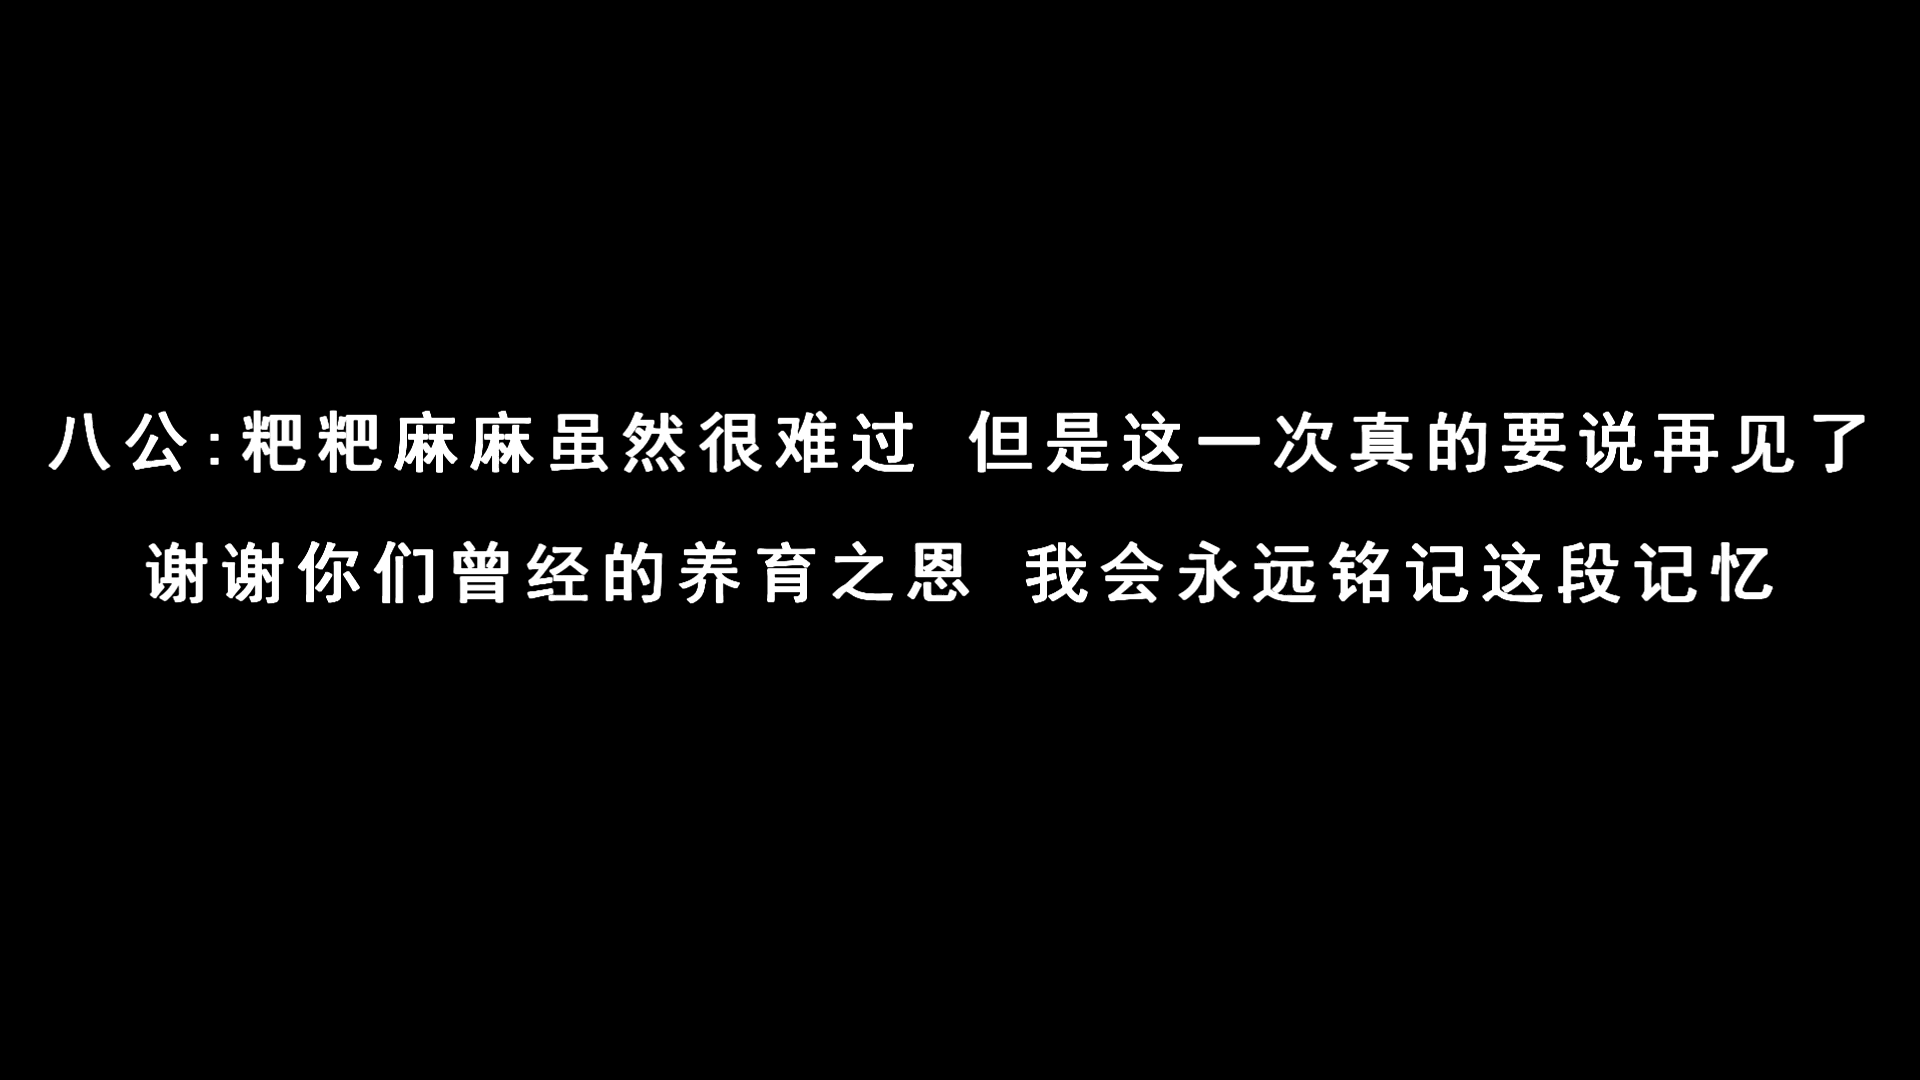 八公:粑粑麻麻虽然很难过 但是这一次真的要说再见了
谢谢你们曾经的养育之恩 我会永远铭记这段记忆